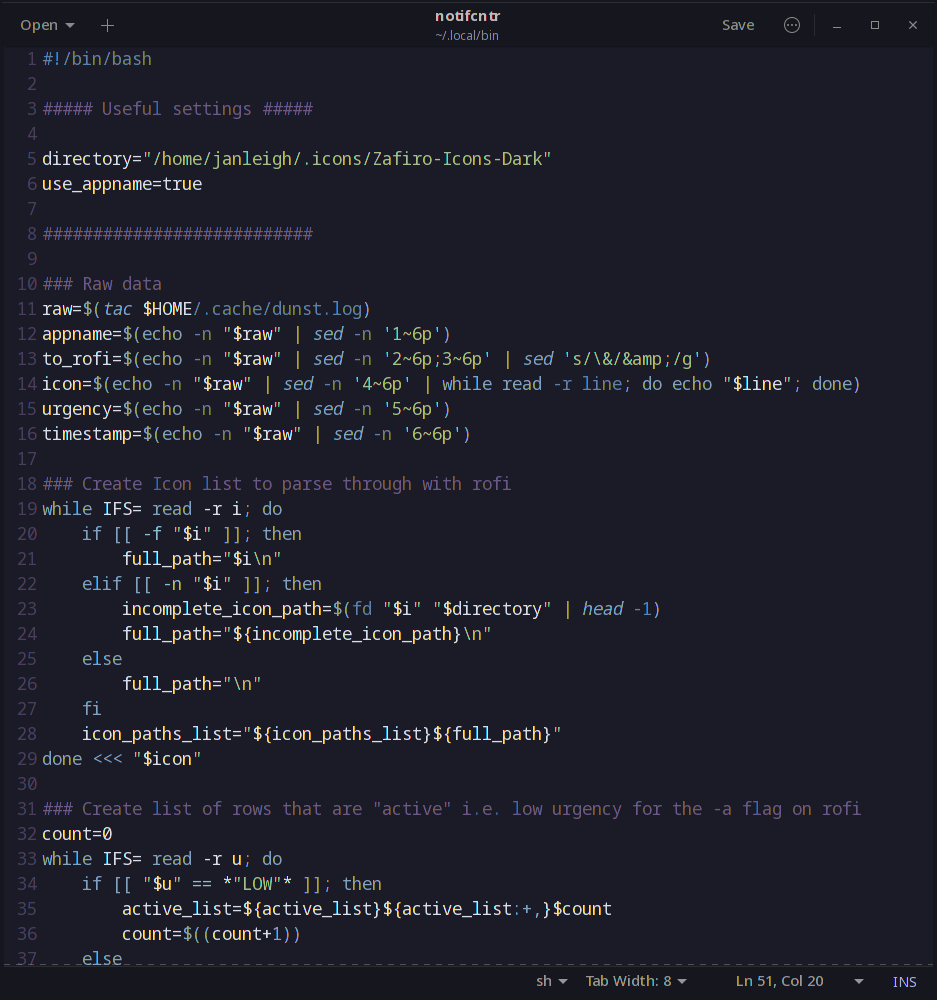 Open
notifcntr
~/.local/bin
Save
1 #!/bin/bash
2
3 ##### Useful settings #####
4
5 directory="/home/janleigh/.icons/Zafiro-Icons-Dark"
6 use_appname=true
7
8 ###########################
9
10 ### Raw data
11 raw=$(tac $HOME/.cache/dunst.log)
12 appname=$(echo -n "$raw" | sed -n '1~6p')
13 to_rofi=$(echo -n "$raw" | sed -n '2~6p;3~6p' | sed 's/\&/&amp;/g')
14 icon=$(echo -n "$raw" | sed -n '4~6p' | while read -r line; do echo "$line"; done)
15 urgency=$(echo -n "$raw" | sed -n '5~6p')
16 timestamp=$(echo -n "$raw" | sed -n '6~6p')
17
18 ### Create Icon list to parse through with rofi
19 while IFS= read -r i; do
20     if [[ -f "$i" ]]; then
21         full_path="$i\n"
22     elif [[ -n "$i" ]]; then
23         incomplete_icon_path=$(fd "$i" "$directory" | head -1)
24         full_path="${incomplete_icon_path}\n"
25     else
26         full_path="\n"
27     fi
28     icon_paths_list="${icon_paths_list}${full_path}"
29 done <<< "$icon"
30
31 ### Create list of rows that are "active" i.e. low urgency for the -a flag on rofi
32 count=0
33 while IFS= read -r u; do
34     if [[ "$u" == *"LOW"* ]]; then
35         active_list=${active_list}${active_list:+,}$count
36         count=$((count+1))
37     else
sh
Tab Width: 8
Ln 51, Col 20
INS